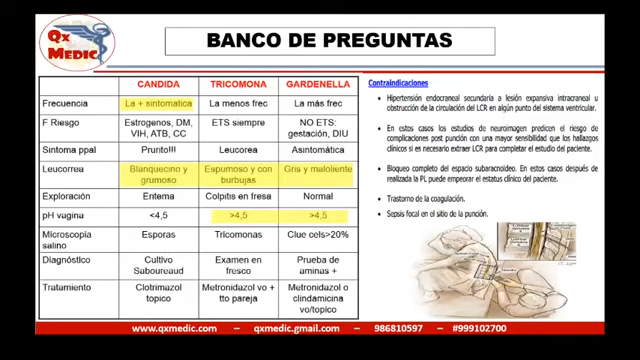 Qx
MEDIC
BANCO DE PREGUNTAS
CANDIDA TRICOMONA GARDENELLA
Frecuencia La + sintomatica La menos frec La más frec
F Riesgo Estrogenos, DM, VIH, ATB, CC ETS siempre NO ETS: gestación, DIU
Sintoma ppal Prunto!!! Leucorea Asintomática
Leucorrea Blanquecino y grumoso Espumoso y con burbujas Gris y maloliente
Exploración Eritema Colpitis en fresa Normal
pH vagina <4,5 >4,5 >4,5
Microscopia salino Esporas Tricomonas Clue cels>20%
Diagnóstico Cultivo Saboureaud Examen en fresco Prueba de aminas +
Tratamiento Clotrimazol topico Metronidazol vo + tto pareja Metronidazol o clindamicina vo/topico
Contraindicaciones
• Hipertensión endocraneal secundaria a lesión expansiva intracraneal u
obstrucción de la circulación del LCR en algún punto del sistema ventricular.
• En estos casos los estudios de neuroimagen predicen el riesgo de
complicaciones post punción con una mayor sensibilidad que los hallazgos
clínicos si es necesario extraer LCR para completar el estudio del paciente.
• Bloqueo completo del espacio subaracnoideo. En estos casos después de
realizada la PL puede empeorar el estatus clínico del paciente.
• Trastorno de la coagulación.
• Sepsis focal en el sitio de la punción.
www.qxmedic.com – qxmedic.gmail.com – 986810597 – #999102700